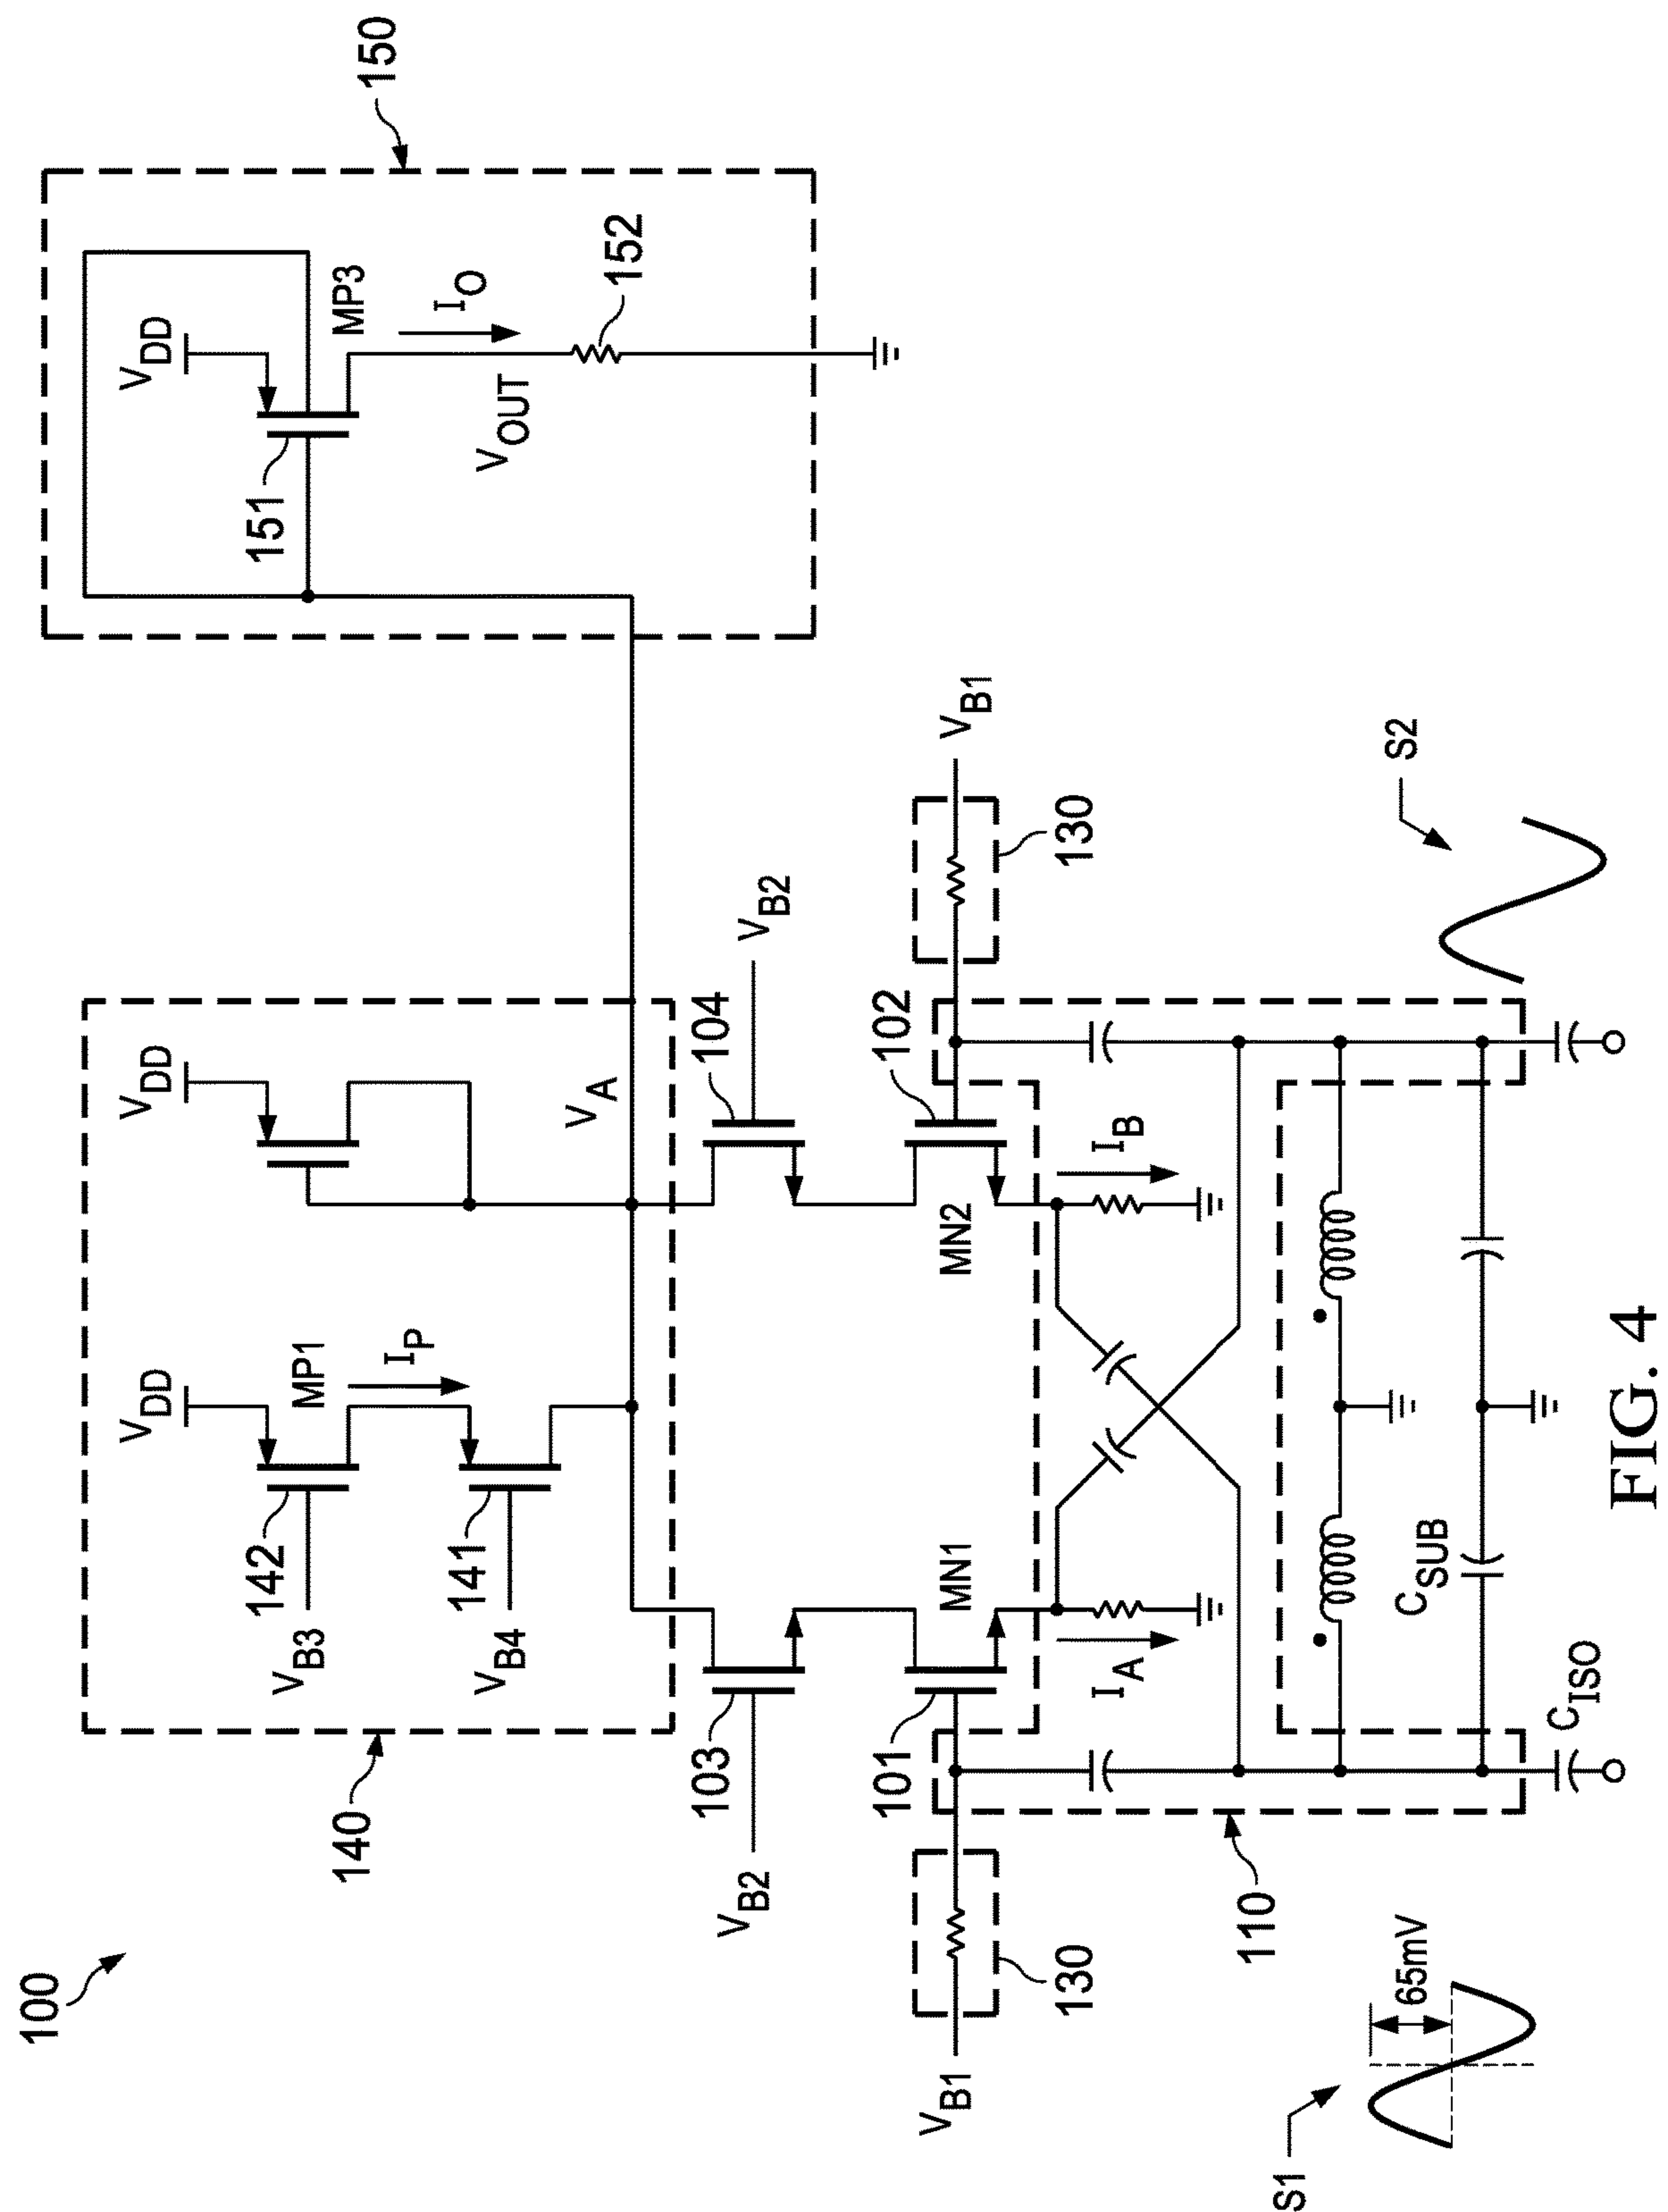 100
140
V_DD
V_DD
142
MP1
V_B3
I_P
141
V_B4
V_A
150
V_DD
151
MP3
I_O
V_OUT
152
103
V_B2
104
V_B2
101
MN1
102
MN2
130
V_B1
130
V_B1
I_A
I_B
110
C_SUB
C_ISO
S1
65mV
S2
FIG. 4